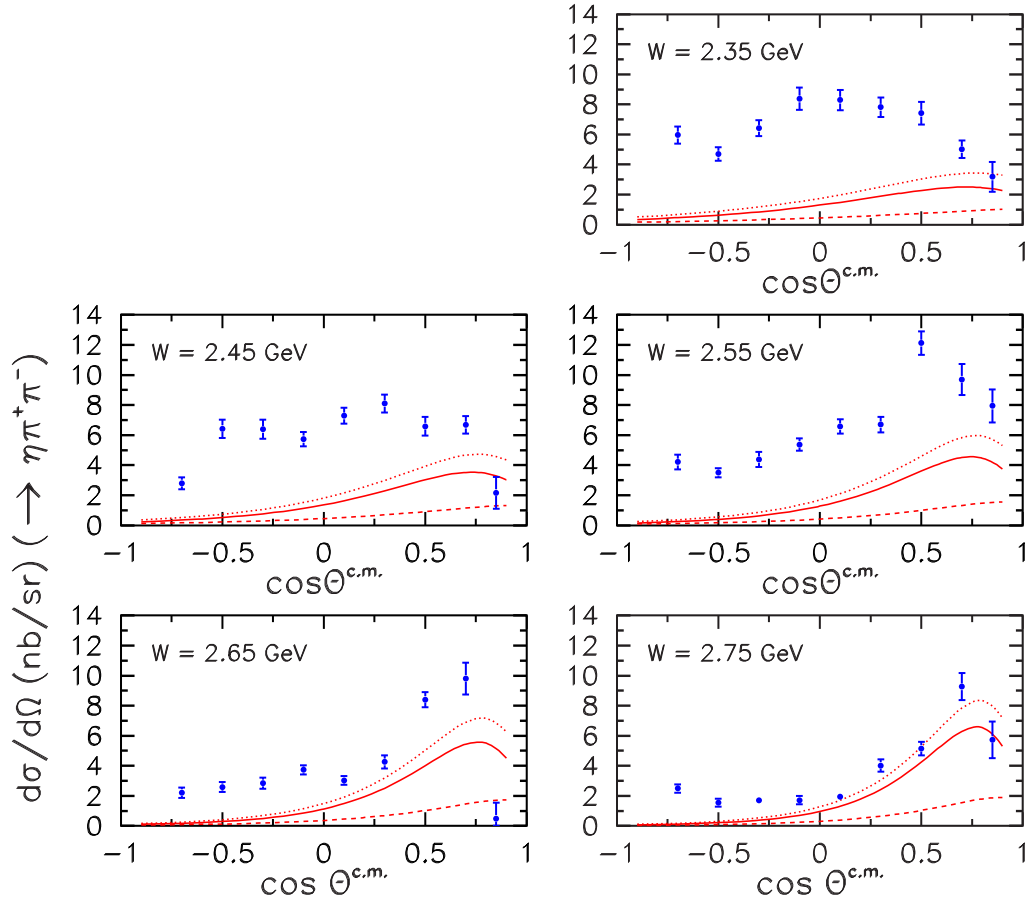 14
12
10
8
6
4
2
0
W = 2.35 GeV
−1 −0.5 0 0.5 1
cosΘ^c.m.
dσ/dΩ (nb/sr) ( → ηπ⁺π⁻)
14
12
10
8
6
4
2
0
W = 2.45 GeV
−1 −0.5 0 0.5 1
cosΘ^c.m.
14
12
10
8
6
4
2
0
W = 2.55 GeV
−1 −0.5 0 0.5 1
cosΘ^c.m.
14
12
10
8
6
4
2
0
W = 2.65 GeV
−1 −0.5 0 0.5 1
cos Θ^c.m.
14
12
10
8
6
4
2
0
W = 2.75 GeV
−1 −0.5 0 0.5 1
cos Θ^c.m.